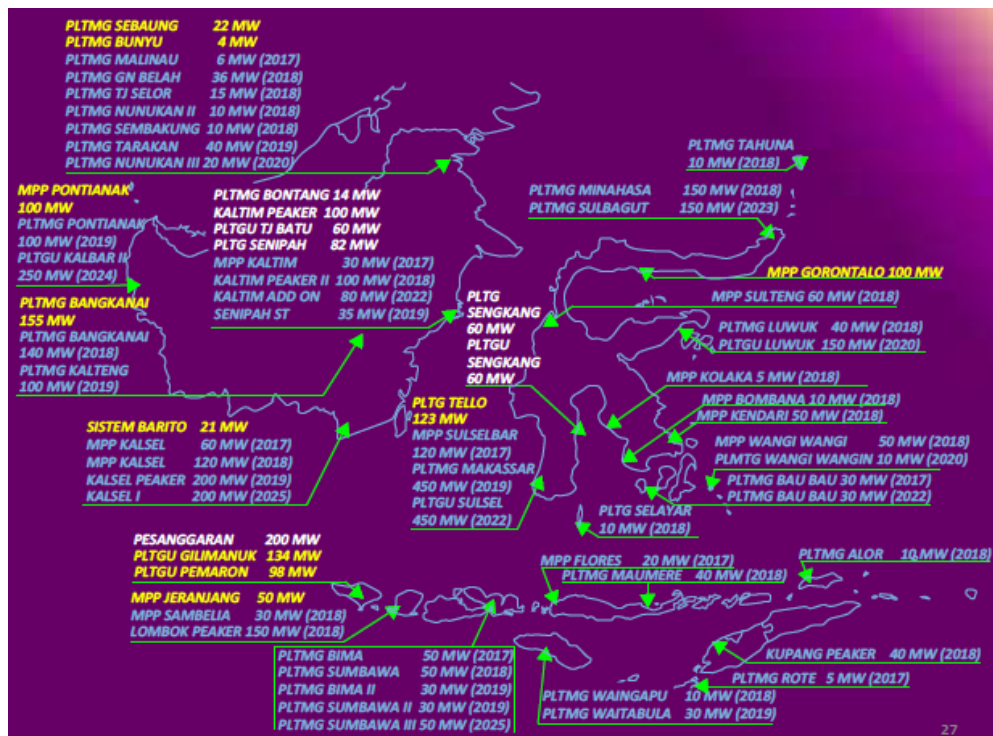 PLTMG SEBAUNG 22 MW
PLTMG BUNYU 4 MW
PLTMG MALINAU 6 MW (2017)
PLTMG GN BELAH 36 MW (2018)
PLTMG TJ SELOR 15 MW (2018)
PLTMG NUNUKAN II 10 MW (2018)
PLTMG SEMBAKUNG 10 MW (2018)
PLTMG TARAKAN 40 MW (2019)
PLTMG NUNUKAN III 20 MW (2020)
MPP PONTIANAK
100 MW
PLTMG PONTIANAK
100 MW (2019)
PLTGU KALBAR II
250 MW (2024)
PLTMG BONTANG 14 MW
KALTIM PEAKER 100 MW
PLTGU TJ BATU 60 MW
PLTG SENIPAH 82 MW
MPP KALTIM 30 MW (2017)
KALTIM PEAKER II 100 MW (2018)
KALTIM ADD ON 80 MW (2022)
SENIPAH ST 35 MW (2019)
PLTMG TAHUNA
10 MW (2018)
PLTMG MINAHASA 150 MW (2018)
PLTMG SULBAGUT 150 MW (2023)
MPP GORONTALO 100 MW
MPP SULTENG 60 MW (2018)
PLTMG BANGKANAI
155 MW
PLTMG BANGKANAI
140 MW (2018)
PLTMG KALTENG
100 MW (2019)
PLTG
SENGKANG
60 MW
PLTGU
SENGKANG
60 MW
PLTMG LUWUK 40 MW (2018)
PLTGU LUWUK 150 MW (2020)
MPP KOLAKA 5 MW (2018)
MPP BOMBANA 10 MW (2018)
MPP KENDARI 50 MW (2018)
SISTEM BARITO 21 MW
MPP KALSEL 60 MW (2017)
MPP KALSEL 120 MW (2018)
KALSEL PEAKER 200 MW (2019)
KALSEL I 200 MW (2025)
PLTG TELLO
123 MW
MPP SULSELBAR
120 MW (2017)
PLTMG MAKASSAR
450 MW (2019)
PLTGU SULSEL
450 MW (2022)
MPP WANGI WANGI 50 MW (2018)
PLMTG WANGI WANGIN 10 MW (2020)
PLTMG BAU BAU 30 MW (2017)
PLTMG BAU BAU 30 MW (2022)
PLTG SELAYAR
10 MW (2018)
PESANGGARAN 200 MW
PLTGU GILIMANUK 134 MW
PLTGU PEMARON 98 MW
MPP JERANJANG 50 MW
MPP SAMBELIA 30 MW (2018)
LOMBOK PEAKER 150 MW (2018)
MPP FLORES 20 MW (2017)
PLTMG MAUMERE 40 MW (2018)
PLTMG ALOR 10 MW (2018)
PLTMG BIMA 50 MW (2017)
PLTMG SUMBAWA 50 MW (2018)
PLTMG BIMA II 30 MW (2019)
PLTMG SUMBAWA II 30 MW (2019)
PLTMG SUMBAWA III 50 MW (2025)
KUPANG PEAKER 40 MW (2018)
PLTMG ROTE 5 MW (2017)
PLTMG WAINGAPU 10 MW (2018)
PLTMG WAITABULA 30 MW (2019)
27